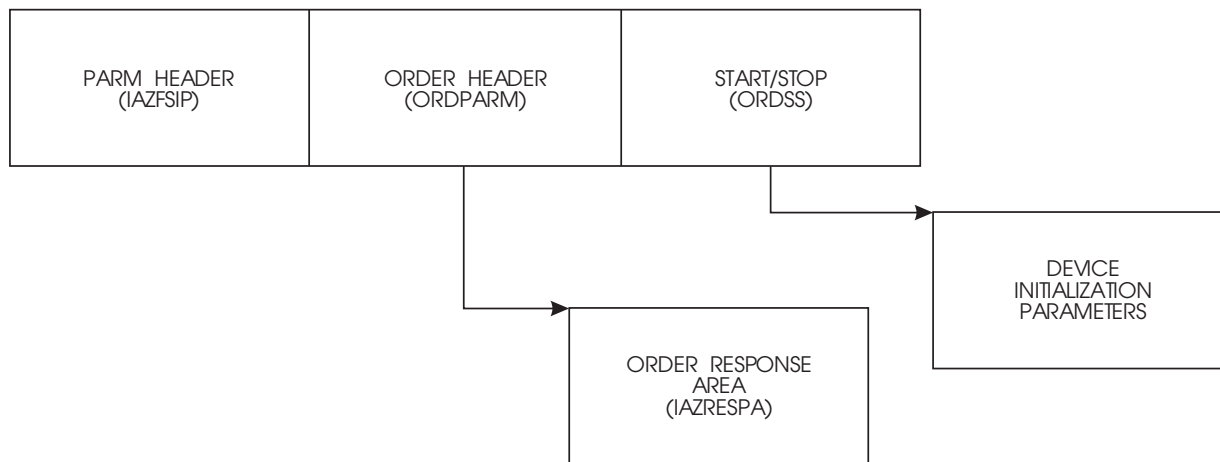 PARM HEADER
(IAZFSIP)
ORDER HEADER
(ORDPARM)
START/STOP
(ORDSS)
DEVICE
INITIALIZATION
PARAMETERS
ORDER RESPONSE
AREA
(IAZRESPA)